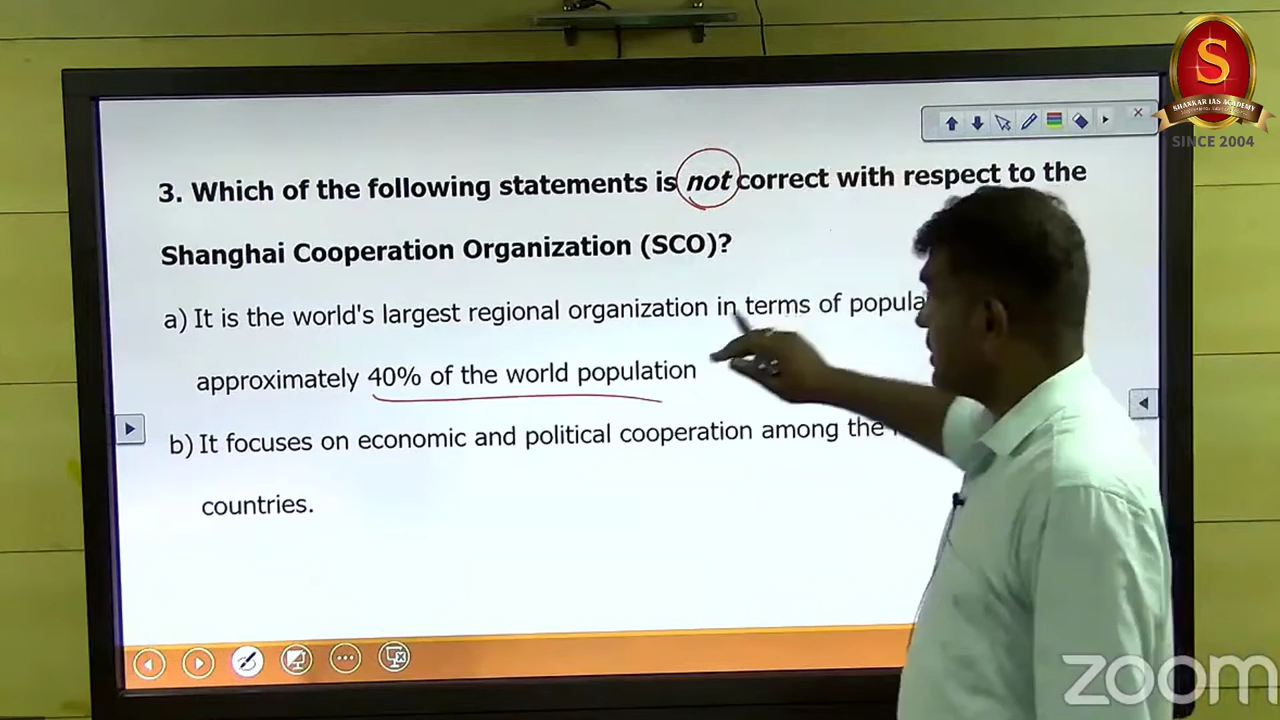 S
SHANKAR IAS ACADEMY
SINCE 2004
3. Which of the following statements is not correct with respect to the
Shanghai Cooperation Organization (SCO)?
a) It is the world's largest regional organization in terms of
approximately 40% of the world population
b) It focuses on economic and political cooperation among the
countries.
zoom